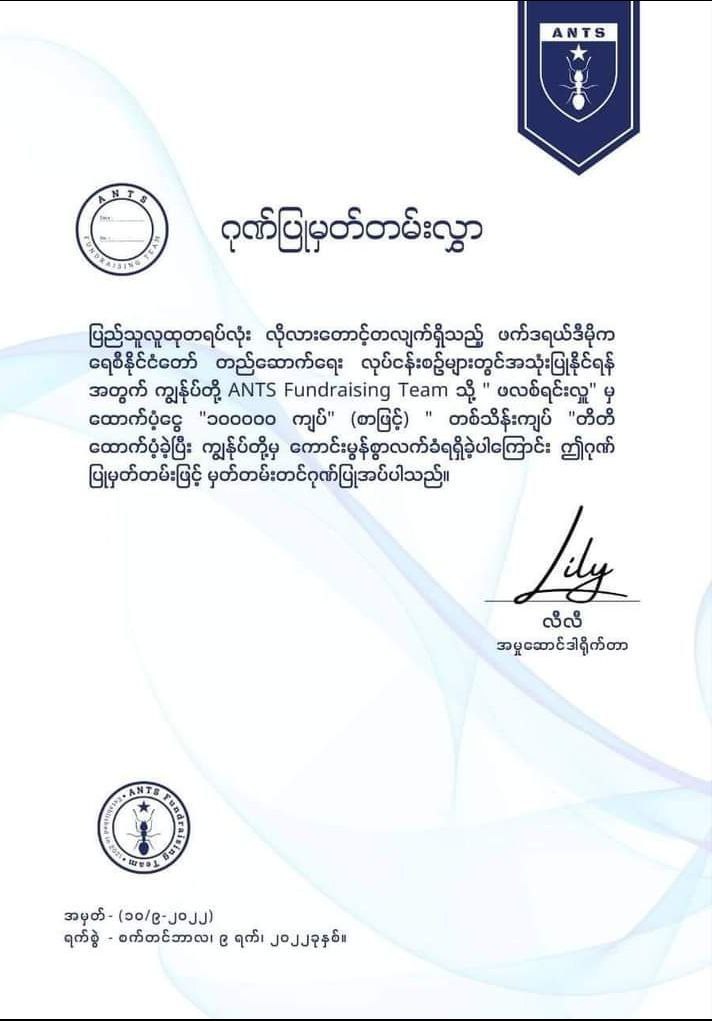 ANTS
ANTS
Date :
No. :
FUNDRAISING TEAM
ဂုဏ်ပြုမှတ်တမ်းလွှာ
ပြည်သူလူထုတရပ်လုံး လိုလားတောင့်တလျက်ရှိသည့် ဖက်ဒရယ်ဒီမိုက
ရေစီနိုင်ငံတော် တည်ဆောက်ရေး လုပ်ငန်းစဉ်များတွင်အသုံးပြုနိုင်ရန်
အတွက် ကျွန်ုပ်တို့ ANTS Fundraising Team သို့ " ဖလစ်ရင်းလှူ" မှ
ထောက်ပံ့ငွေ "၁၀၀၀၀၀ ကျပ်" (စာဖြင့်) " တစ်သိန်းကျပ် "တိတိ
ထောက်ပံ့ခဲ့ပြီး ကျွန်ုပ်တို့မှ ကောင်းမွန်စွာလက်ခံရရှိခဲ့ပါကြောင်း ဤဂုဏ်
ပြုမှတ်တမ်းဖြင့် မှတ်တမ်းတင်ဂုဏ်ပြုအပ်ပါသည်။
Lily
လီလီ
အမှုဆောင်ဒါရိုက်တာ
ANTS Fundraising Team
Established in 2021
အမှတ် - (၁၀/၉-၂၀၂၂)
ရက်စွဲ - စက်တင်ဘာလ၊ ၉ ရက်၊ ၂၀၂၂ခုနှစ်။